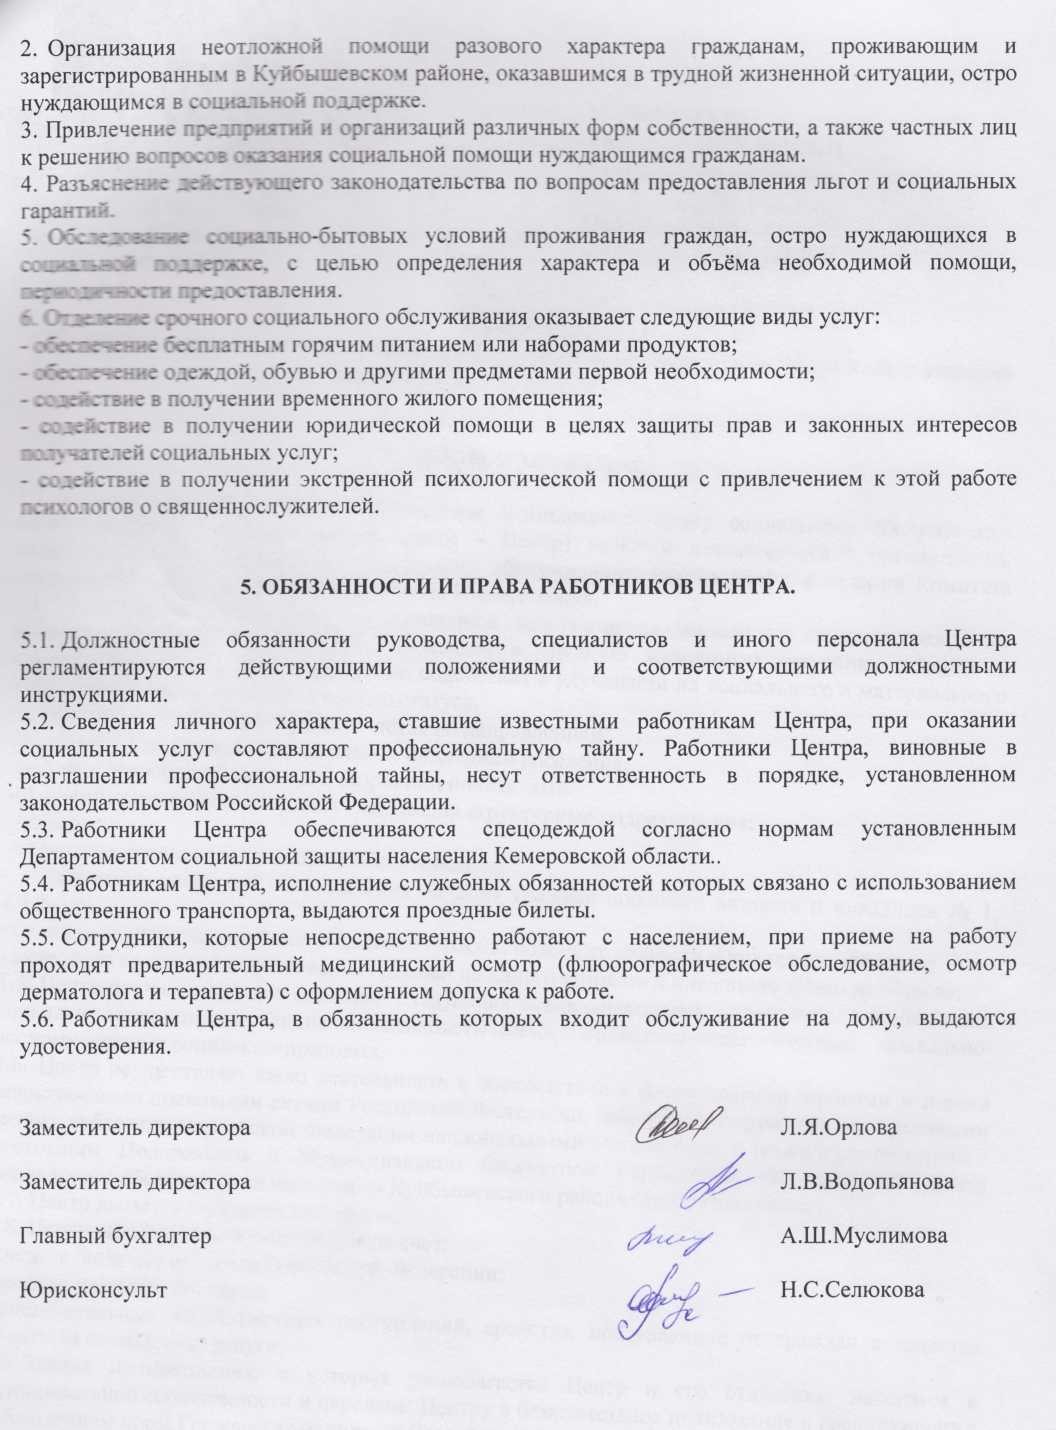 2. Организация неотложной помощи разового характера гражданам, проживающим и
зарегистрированным в Куйбышевском районе, оказавшимся в трудной жизненной ситуации, остро
нуждающимся в социальной поддержке.
3. Привлечение предприятий и организаций различных форм собственности, а также частных лиц
к решению вопросов оказания социальной помощи нуждающимся гражданам.
4. Разъяснение действующего законодательства по вопросам предоставления льгот и социальных
гарантий.
5. Обследование социально-бытовых условий проживания граждан, остро нуждающихся в
социальной поддержке, с целью определения характера и объёма необходимой помощи,
периодичности предоставления.
6. Отделение срочного социального обслуживания оказывает следующие виды услуг:
- обеспечение бесплатным горячим питанием или наборами продуктов;
- обеспечение одеждой, обувью и другими предметами первой необходимости;
- содействие в получении временного жилого помещения;
- содействие в получении юридической помощи в целях защиты прав и законных интересов
получателей социальных услуг;
- содействие в получении экстренной психологической помощи с привлечением к этой работе
психологов о священнослужителей.
5. ОБЯЗАННОСТИ И ПРАВА РАБОТНИКОВ ЦЕНТРА.
5.1. Должностные обязанности руководства, специалистов и иного персонала Центра
регламентируются действующими положениями и соответствующими должностными
инструкциями.
5.2. Сведения личного характера, ставшие известными работникам Центра, при оказании
социальных услуг составляют профессиональную тайну. Работники Центра, виновные в
разглашении профессиональной тайны, несут ответственность в порядке, установленном
законодательством Российской Федерации.
5.3. Работники Центра обеспечиваются спецодеждой согласно нормам установленным
Департаментом социальной защиты населения Кемеровской области..
5.4. Работникам Центра, исполнение служебных обязанностей которых связано с использованием
общественного транспорта, выдаются проездные билеты.
5.5. Сотрудники, которые непосредственно работают с населением, при приеме на работу
проходят предварительный медицинский осмотр (флюорографическое обследование, осмотр
дерматолога и терапевта) с оформлением допуска к работе.
5.6. Работникам Центра, в обязанность которых входит обслуживание на дому, выдаются
удостоверения.
Заместитель директора Л.Я.Орлова
Заместитель директора Л.В.Водопьянова
Главный бухгалтер А.Ш.Муслимова
Юрисконсульт Н.С.Селюкова